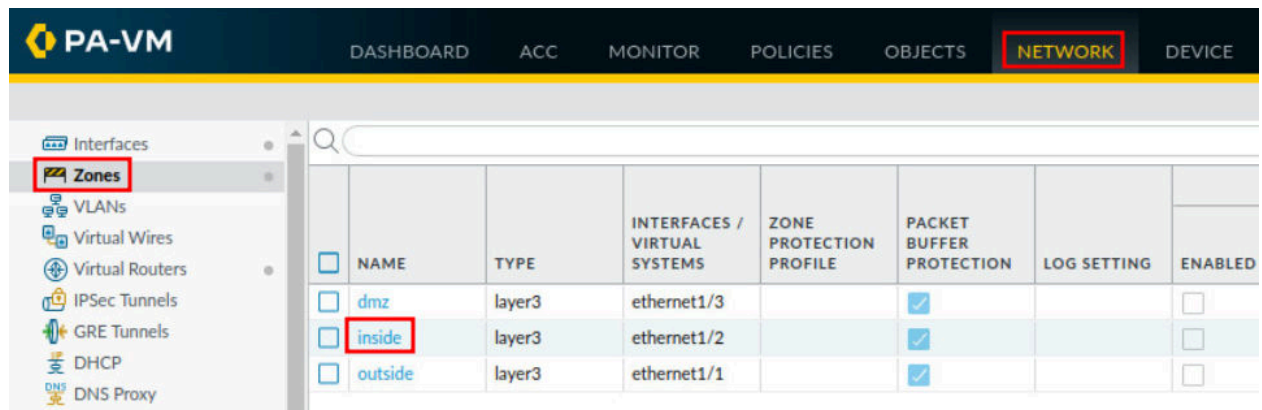 PA-VM
DASHBOARD ACC MONITOR POLICIES OBJECTS NETWORK DEVICE
Interfaces
Zones
VLANs
Virtual Wires
Virtual Routers
IPSec Tunnels
GRE Tunnels
DHCP
DNS DNS Proxy
NAME TYPE INTERFACES / VIRTUAL SYSTEMS ZONE PROTECTION PROFILE PACKET BUFFER PROTECTION LOG SETTING ENABLED
dmz layer3 ethernet1/3
inside layer3 ethernet1/2
outside layer3 ethernet1/1